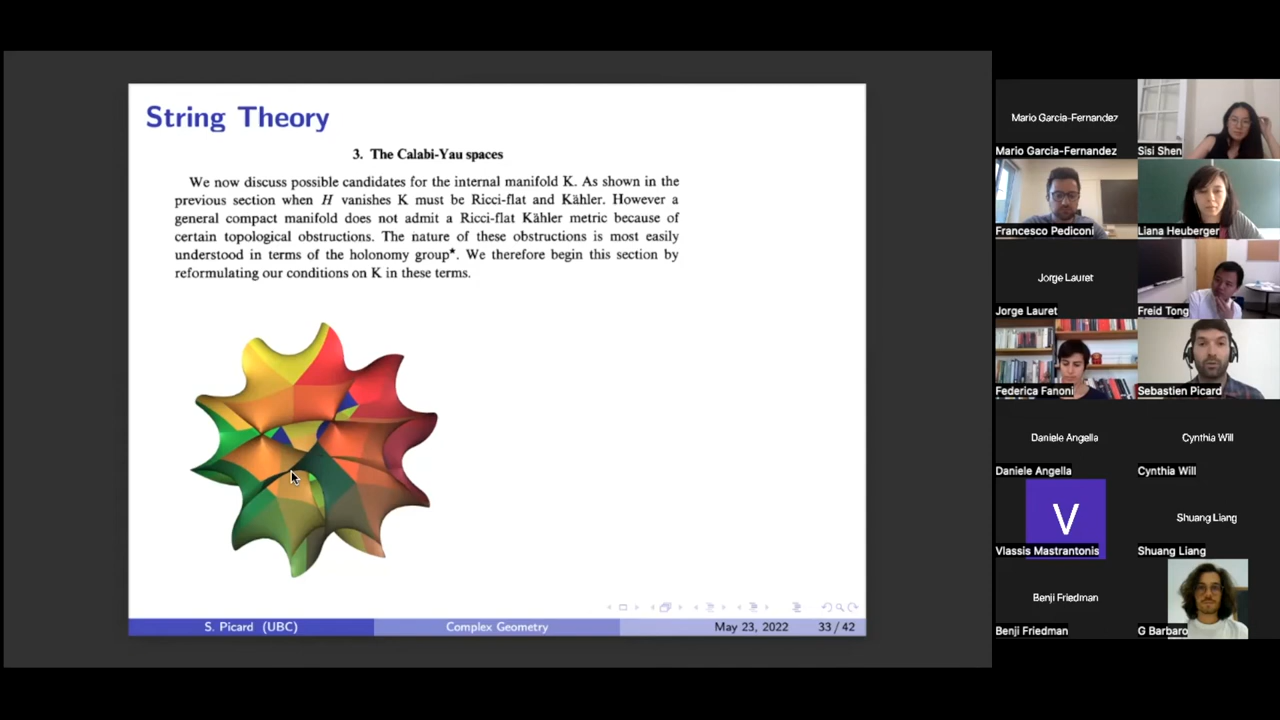 String Theory
3. The Calabi-Yau spaces
We now discuss possible candidates for the internal manifold K. As shown in the
previous section when H vanishes K must be Ricci-flat and Kähler. However a
general compact manifold does not admit a Ricci-flat Kähler metric because of
certain topological obstructions. The nature of these obstructions is most easily
understood in terms of the holonomy group*. We therefore begin this section by
reformulating our conditions on K in these terms.
S. Picard (UBC)
Complex Geometry
May 23, 2022
33 / 42
Mario Garcia-Fernandez
Mario Garcia-Fernandez
Sisi Shen
Francesco Pediconi
Liana Heuberger
Jorge Lauret
Jorge Lauret
Freid Tong
Federica Fanoni
Sebastien Picard
Daniele Angella
Daniele Angella
Cynthia Will
Cynthia Will
V
Vlassis Mastrantonis
Shuang Liang
Shuang Liang
Benji Friedman
Benji Friedman
G Barbaro